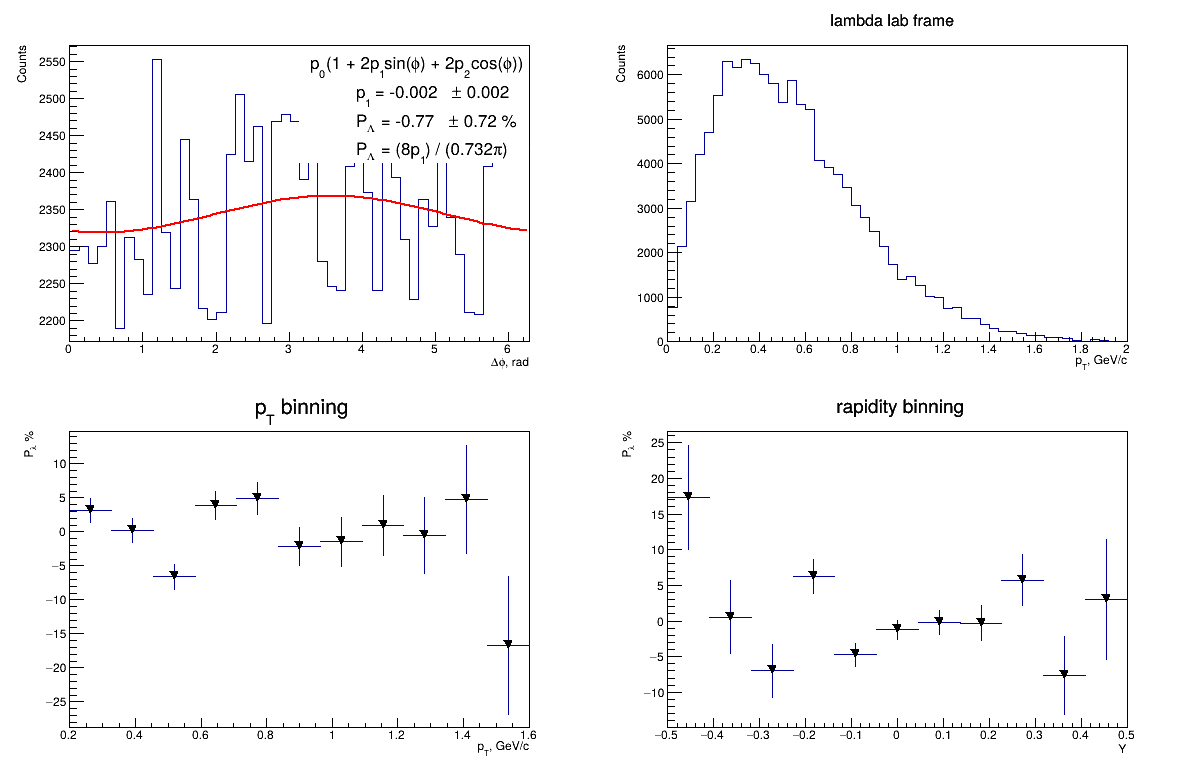 lambda lab frame
Counts
2550
2500
2450
2400
2350
2300
2250
2200
0 1 2 3 4 5 6
Δϕ, rad
p0(1 + 2p1sin(ϕ) + 2p2cos(ϕ))
p1 = -0.002 ± 0.002
PΛ = -0.77 ± 0.72 %
PΛ = (8p1) / (0.732π)
Counts
6000
5000
4000
3000
2000
1000
0
0 0.2 0.4 0.6 0.8 1 1.2 1.4 1.6 1.8 2
pT, GeV/c
pT binning
Pλ %
10
5
0
−5
−10
−15
−20
−25
0.2 0.4 0.6 0.8 1 1.2 1.4 1.6
pT, GeV/c
rapidity binning
Pλ %
25
20
15
10
5
0
−5
−10
−0.5 −0.4 −0.3 −0.2 −0.1 0 0.1 0.2 0.3 0.4 0.5
Y